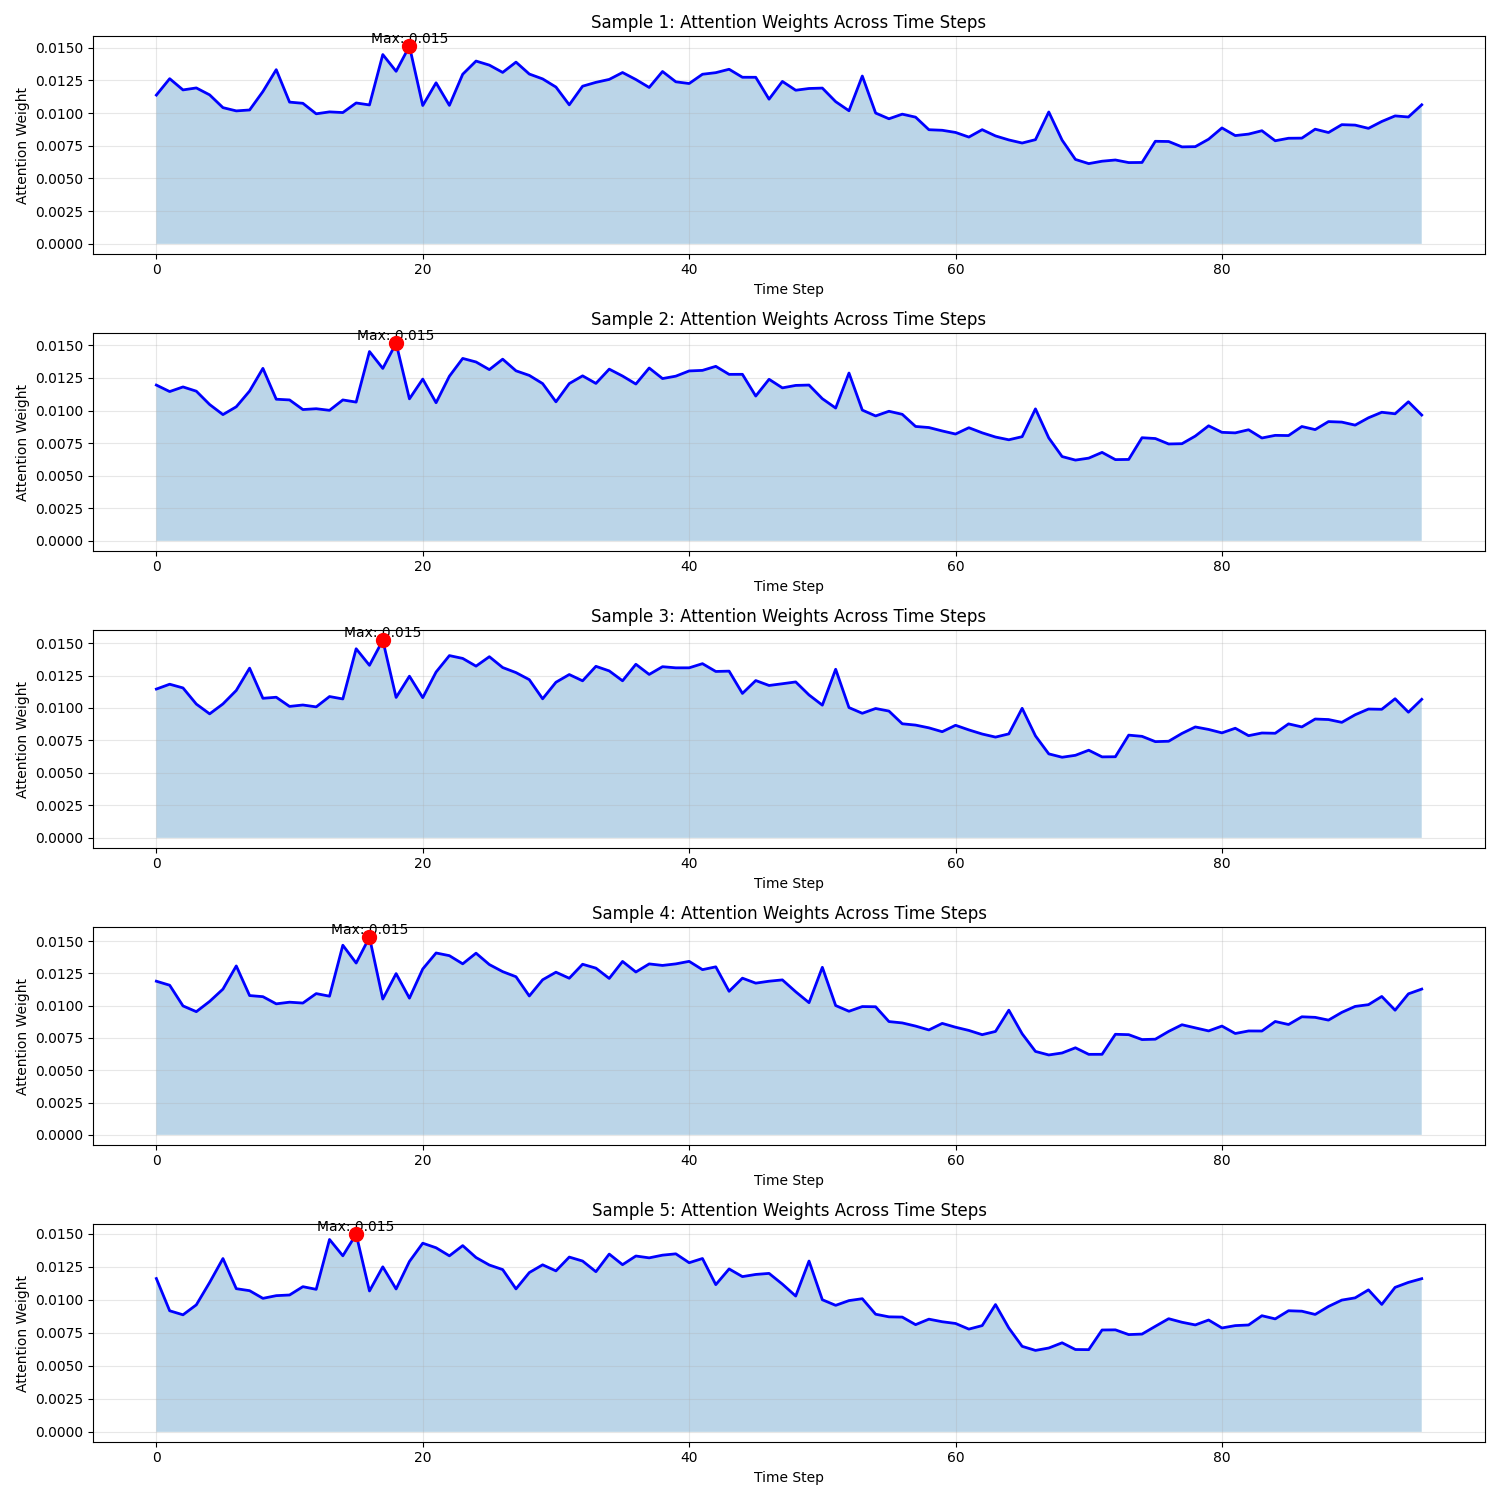 Sample 1: Attention Weights Across Time Steps
Max: 0.015
0.0150
0.0125
0.0100
0.0075
0.0050
0.0025
0.0000
Attention Weight
0 20 40 60 80
Time Step
Sample 2: Attention Weights Across Time Steps
Max: 0.015
0.0150
0.0125
0.0100
0.0075
0.0050
0.0025
0.0000
Attention Weight
0 20 40 60 80
Time Step
Sample 3: Attention Weights Across Time Steps
Max: 0.015
0.0150
0.0125
0.0100
0.0075
0.0050
0.0025
0.0000
Attention Weight
0 20 40 60 80
Time Step
Sample 4: Attention Weights Across Time Steps
Max: 0.015
0.0150
0.0125
0.0100
0.0075
0.0050
0.0025
0.0000
Attention Weight
0 20 40 60 80
Time Step
Sample 5: Attention Weights Across Time Steps
Max: 0.015
0.0150
0.0125
0.0100
0.0075
0.0050
0.0025
0.0000
Attention Weight
0 20 40 60 80
Time Step